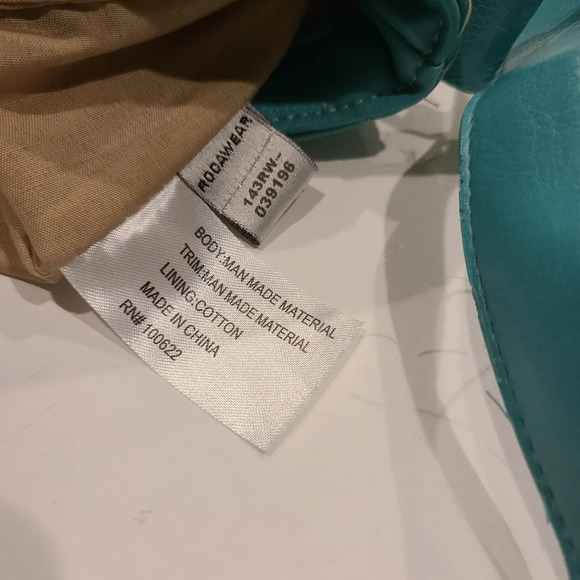 ROCAWEAR
143RW-
039196
BODY:MAN MADE MATERIAL
TRIM:MAN MADE MATERIAL
LINING:COTTON
MADE IN CHINA
RN# 100622